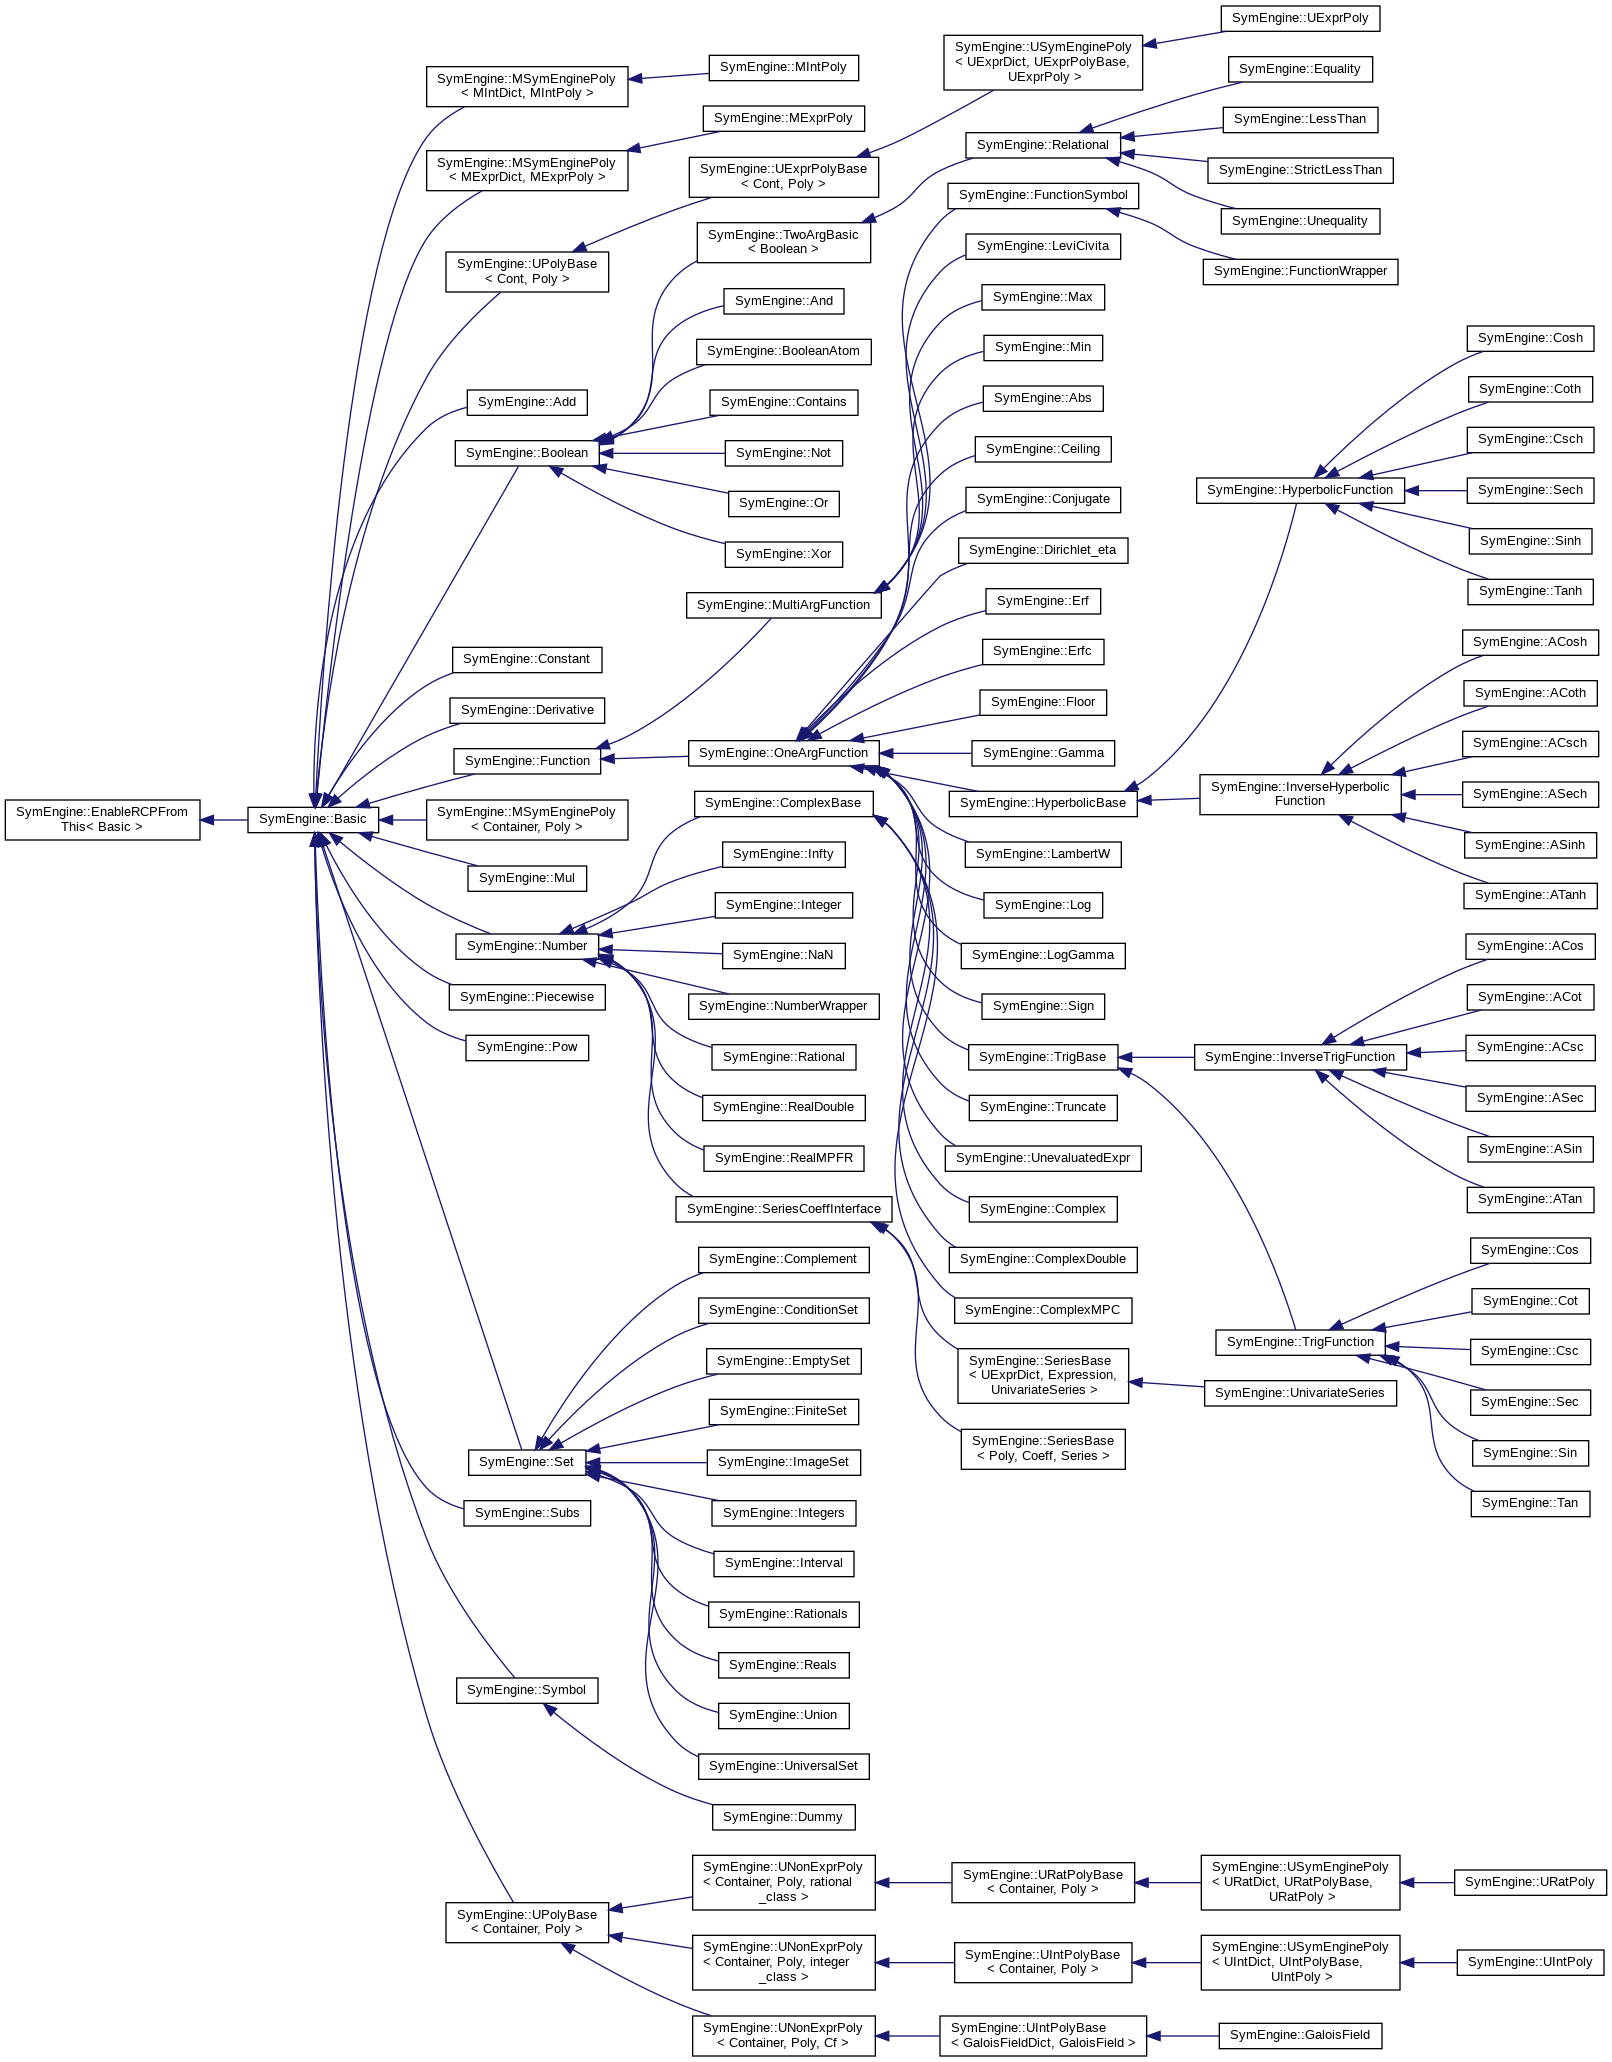 SymEngine::EnableRCPFrom
This< Basic >
SymEngine::Basic
SymEngine::MSymEnginePoly
< MIntDict, MIntPoly >
SymEngine::MSymEnginePoly
< MExprDict, MExprPoly >
SymEngine::UPolyBase
< Cont, Poly >
SymEngine::Add
SymEngine::Boolean
SymEngine::Constant
SymEngine::Derivative
SymEngine::Function
SymEngine::MSymEnginePoly
< Container, Poly >
SymEngine::Mul
SymEngine::Number
SymEngine::Piecewise
SymEngine::Pow
SymEngine::Set
SymEngine::Subs
SymEngine::Symbol
SymEngine::UPolyBase
< Container, Poly >
SymEngine::MIntPoly
SymEngine::MExprPoly
SymEngine::UExprPolyBase
< Cont, Poly >
SymEngine::TwoArgBasic
< Boolean >
SymEngine::And
SymEngine::BooleanAtom
SymEngine::Contains
SymEngine::Not
SymEngine::Or
SymEngine::Xor
SymEngine::MultiArgFunction
SymEngine::OneArgFunction
SymEngine::ComplexBase
SymEngine::Infty
SymEngine::Integer
SymEngine::NaN
SymEngine::NumberWrapper
SymEngine::Rational
SymEngine::RealDouble
SymEngine::RealMPFR
SymEngine::SeriesCoeffInterface
SymEngine::Complement
SymEngine::ConditionSet
SymEngine::EmptySet
SymEngine::FiniteSet
SymEngine::ImageSet
SymEngine::Integers
SymEngine::Interval
SymEngine::Rationals
SymEngine::Reals
SymEngine::Union
SymEngine::UniversalSet
SymEngine::Dummy
SymEngine::UNonExprPoly
< Container, Poly, rational
_class >
SymEngine::UNonExprPoly
< Container, Poly, integer
_class >
SymEngine::UNonExprPoly
< Container, Poly, Cf >
SymEngine::USymEnginePoly
< UExprDict, UExprPolyBase,
UExprPoly >
SymEngine::Relational
SymEngine::FunctionSymbol
SymEngine::LeviCivita
SymEngine::Max
SymEngine::Min
SymEngine::Abs
SymEngine::Ceiling
SymEngine::Conjugate
SymEngine::Dirichlet_eta
SymEngine::Erf
SymEngine::Erfc
SymEngine::Floor
SymEngine::Gamma
SymEngine::HyperbolicBase
SymEngine::LambertW
SymEngine::Log
SymEngine::LogGamma
SymEngine::Sign
SymEngine::TrigBase
SymEngine::Truncate
SymEngine::UnevaluatedExpr
SymEngine::Complex
SymEngine::ComplexDouble
SymEngine::ComplexMPC
SymEngine::SeriesBase
< UExprDict, Expression,
UnivariateSeries >
SymEngine::SeriesBase
< Poly, Coeff, Series >
SymEngine::URatPolyBase
< Container, Poly >
SymEngine::UIntPolyBase
< Container, Poly >
SymEngine::UIntPolyBase
< GaloisFieldDict, GaloisField >
SymEngine::UExprPoly
SymEngine::Equality
SymEngine::LessThan
SymEngine::StrictLessThan
SymEngine::Unequality
SymEngine::FunctionWrapper
SymEngine::HyperbolicFunction
SymEngine::InverseHyperbolic
Function
SymEngine::InverseTrigFunction
SymEngine::TrigFunction
SymEngine::UnivariateSeries
SymEngine::USymEnginePoly
< URatDict, URatPolyBase,
URatPoly >
SymEngine::USymEnginePoly
< UIntDict, UIntPolyBase,
UIntPoly >
SymEngine::GaloisField
SymEngine::Cosh
SymEngine::Coth
SymEngine::Csch
SymEngine::Sech
SymEngine::Sinh
SymEngine::Tanh
SymEngine::ACosh
SymEngine::ACoth
SymEngine::ACsch
SymEngine::ASech
SymEngine::ASinh
SymEngine::ATanh
SymEngine::ACos
SymEngine::ACot
SymEngine::ACsc
SymEngine::ASec
SymEngine::ASin
SymEngine::ATan
SymEngine::Cos
SymEngine::Cot
SymEngine::Csc
SymEngine::Sec
SymEngine::Sin
SymEngine::Tan
SymEngine::URatPoly
SymEngine::UIntPoly